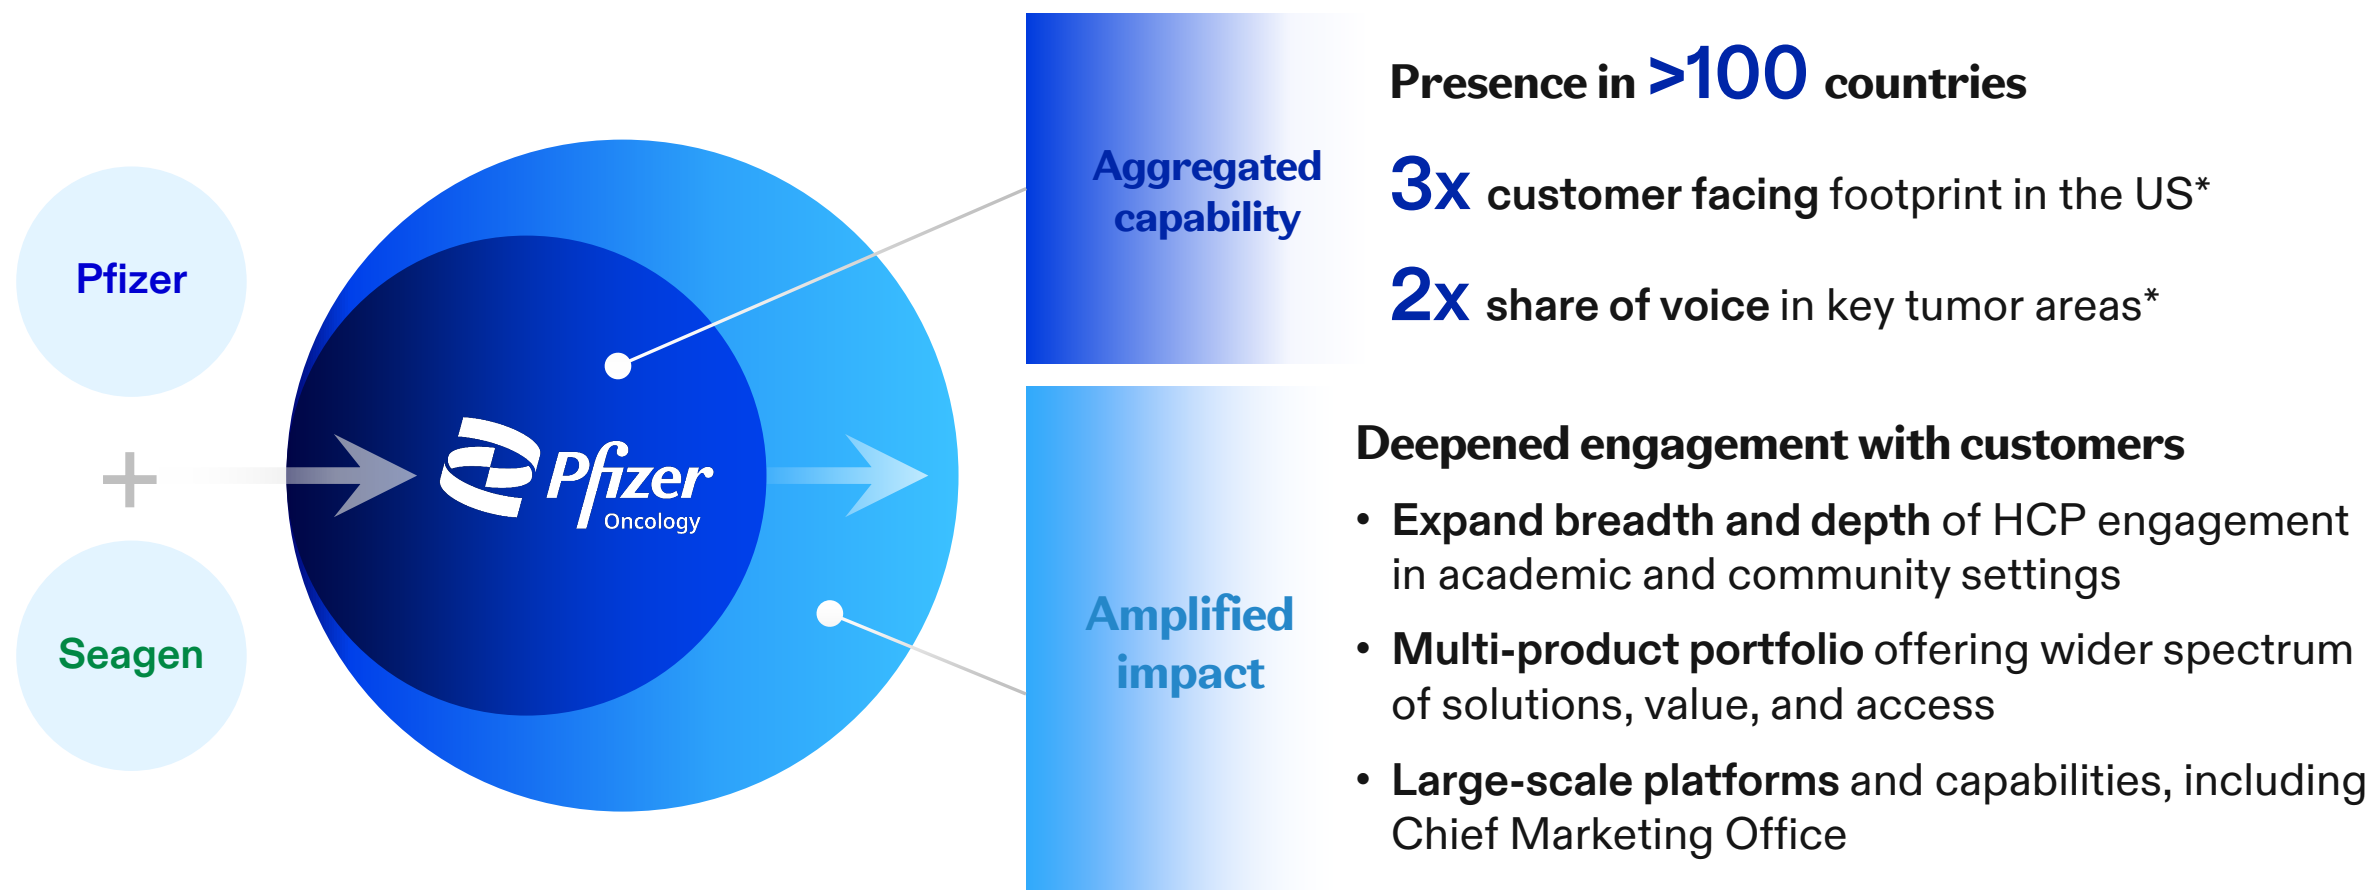 Pfizer
+
Seagen
Pfizer
Oncology
Aggregated
capability
Presence in >100 countries
3x customer facing footprint in the US*
2x share of voice in key tumor areas*
Amplified
impact
Deepened engagement with customers
• Expand breadth and depth of HCP engagement
in academic and community settings
• Multi-product portfolio offering wider spectrum
of solutions, value, and access
• Large-scale platforms and capabilities, including
Chief Marketing Office